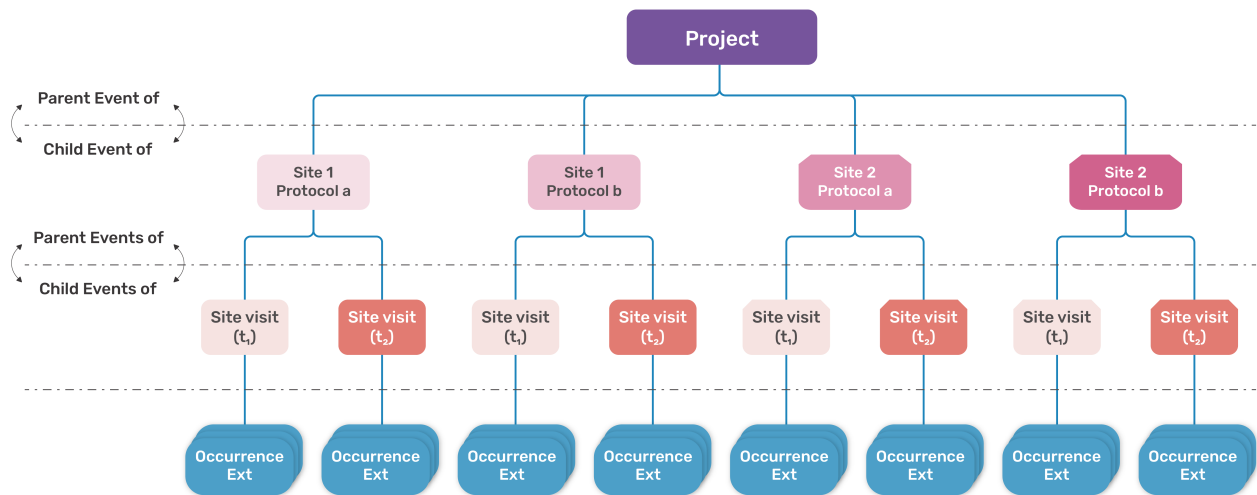 Project
Parent Event of
Child Event of
Site 1
Protocol a
Site 1
Protocol b
Site 2
Protocol a
Site 2
Protocol b
Parent Events of
Child Events of
Site visit
(t₁)
Site visit
(t₂)
Site visit
(t₁)
Site visit
(t₂)
Site visit
(t₁)
Site visit
(t₂)
Site visit
(t₁)
Site visit
(t₂)
Occurrence
Ext
Occurrence
Ext
Occurrence
Ext
Occurrence
Ext
Occurrence
Ext
Occurrence
Ext
Occurrence
Ext
Occurrence
Ext